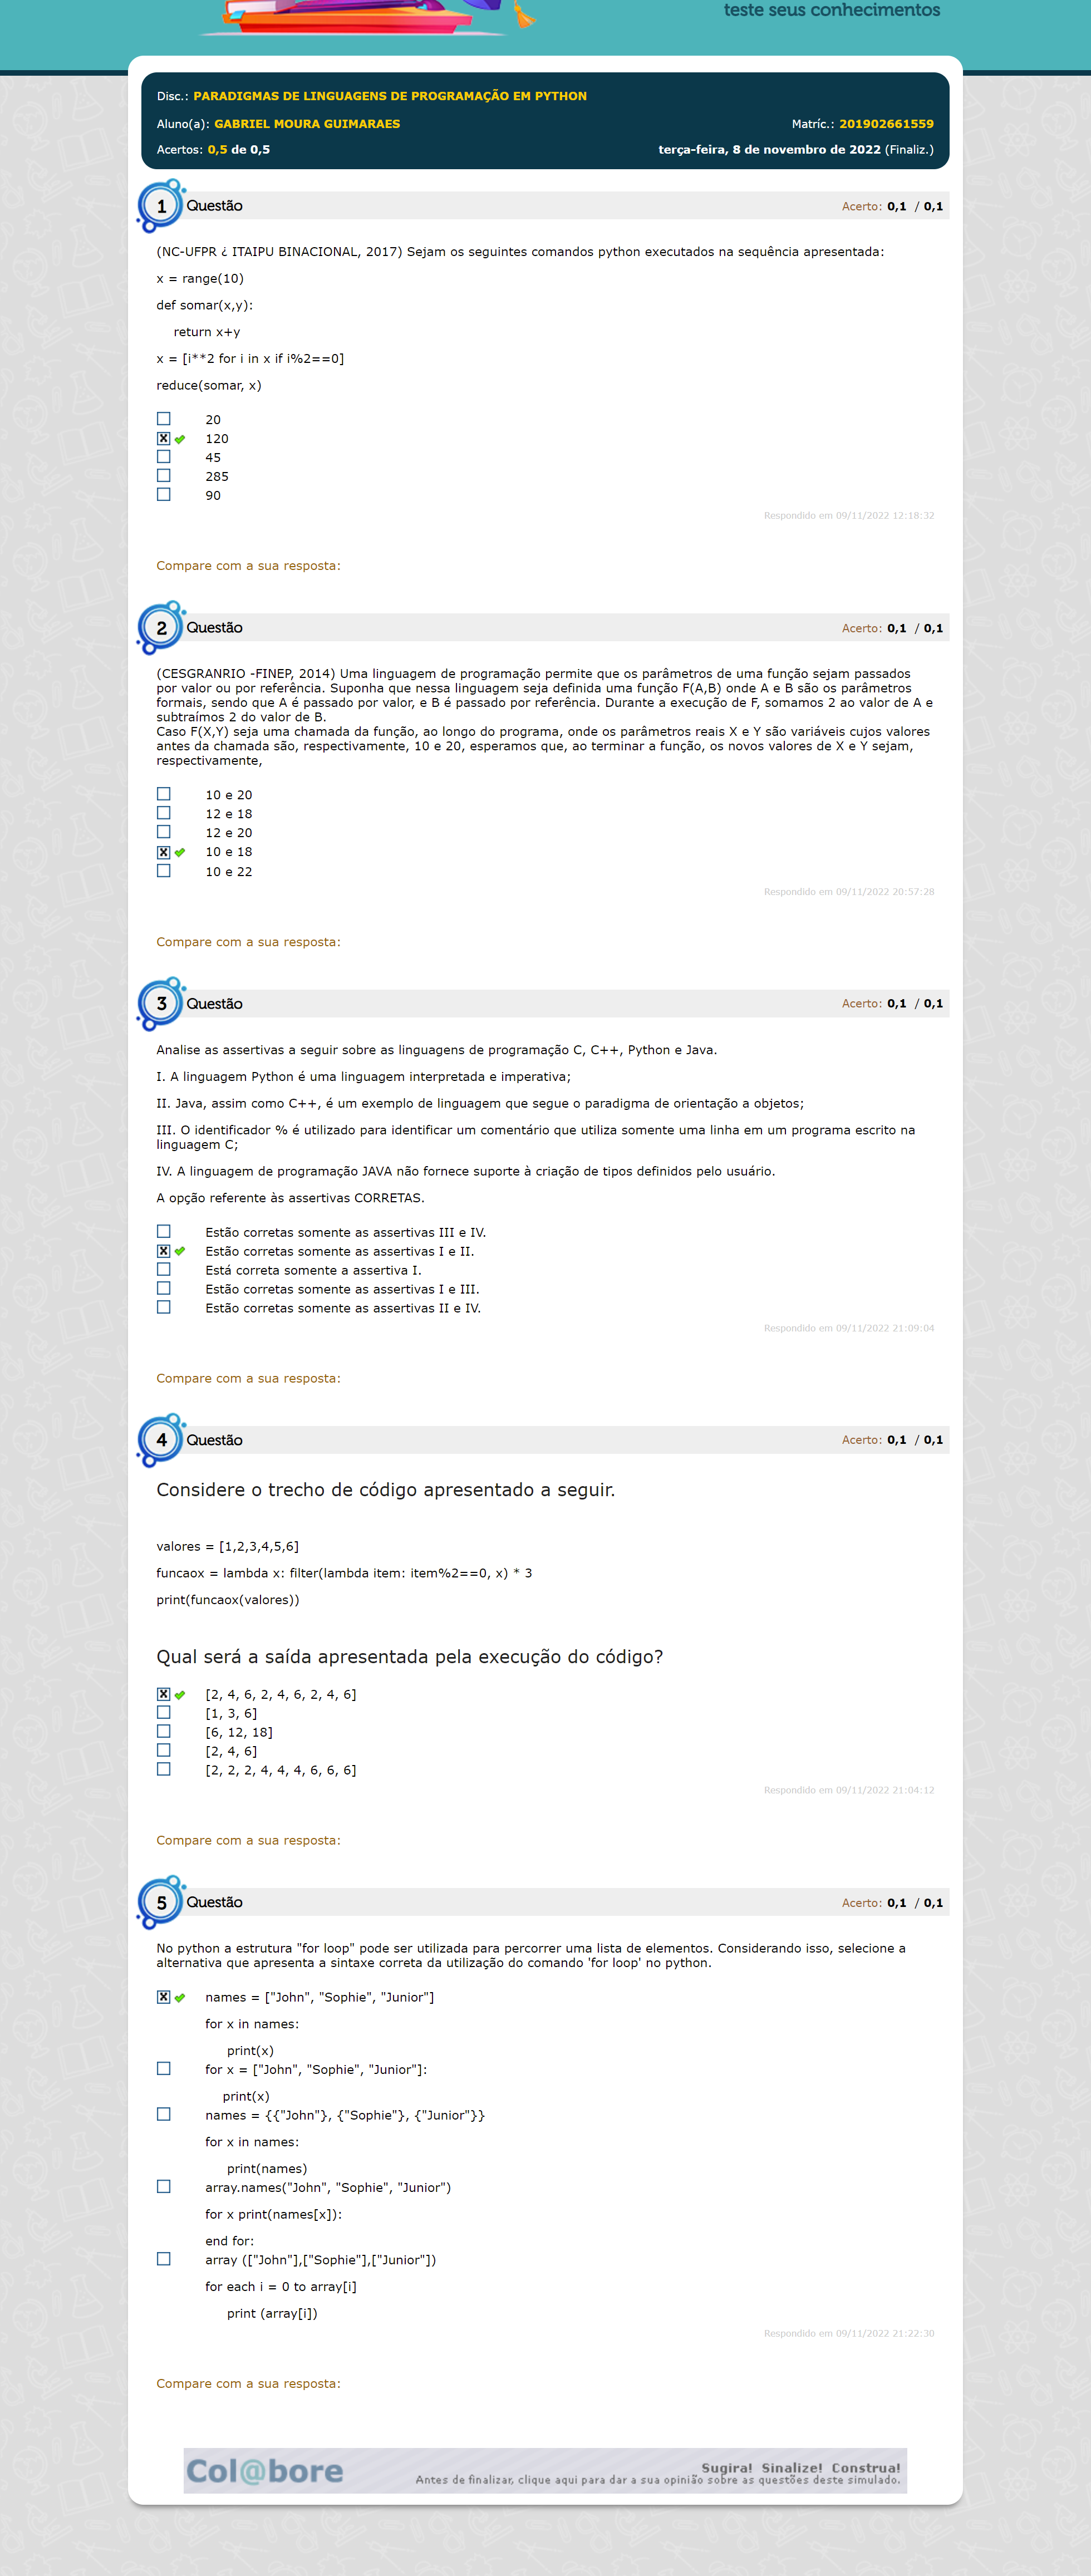 teste seus conhecimentos
Disc.: PARADIGMAS DE LINGUAGENS DE PROGRAMAÇÃO EM PYTHON
Aluno(a): GABRIEL MOURA GUIMARAES
Matríc.: 201902661559
Acertos: 0,5 de 0,5
terça-feira, 8 de novembro de 2022 (Finaliz.)
1 Questão
Acerto: 0,1 / 0,1
(NC-UFPR ¿ ITAIPU BINACIONAL, 2017) Sejam os seguintes comandos python executados na sequência apresentada:
x = range(10)
def somar(x,y):
return x+y
x = [i**2 for i in x if i%2==0]
reduce(somar, x)
20
120
45
285
90
Respondido em 09/11/2022 12:18:32
Compare com a sua resposta:
2 Questão
Acerto: 0,1 / 0,1
(CESGRANRIO -FINEP, 2014) Uma linguagem de programação permite que os parâmetros de uma função sejam passados
por valor ou por referência. Suponha que nessa linguagem seja definida uma função F(A,B) onde A e B são os parâmetros
formais, sendo que A é passado por valor, e B é passado por referência. Durante a execução de F, somamos 2 ao valor de A e
subtraímos 2 do valor de B.
Caso F(X,Y) seja uma chamada da função, ao longo do programa, onde os parâmetros reais X e Y são variáveis cujos valores
antes da chamada são, respectivamente, 10 e 20, esperamos que, ao terminar a função, os novos valores de X e Y sejam,
respectivamente,
10 e 20
12 e 18
12 e 20
10 e 18
10 e 22
Respondido em 09/11/2022 20:57:28
Compare com a sua resposta:
3 Questão
Acerto: 0,1 / 0,1
Analise as assertivas a seguir sobre as linguagens de programação C, C++, Python e Java.
I. A linguagem Python é uma linguagem interpretada e imperativa;
II. Java, assim como C++, é um exemplo de linguagem que segue o paradigma de orientação a objetos;
III. O identificador % é utilizado para identificar um comentário que utiliza somente uma linha em um programa escrito na
linguagem C;
IV. A linguagem de programação JAVA não fornece suporte à criação de tipos definidos pelo usuário.
A opção referente às assertivas CORRETAS.
Estão corretas somente as assertivas III e IV.
Estão corretas somente as assertivas I e II.
Está correta somente a assertiva I.
Estão corretas somente as assertivas I e III.
Estão corretas somente as assertivas II e IV.
Respondido em 09/11/2022 21:09:04
Compare com a sua resposta:
4 Questão
Acerto: 0,1 / 0,1
Considere o trecho de código apresentado a seguir.
valores = [1,2,3,4,5,6]
funcaox = lambda x: filter(lambda item: item%2==0, x) * 3
print(funcaox(valores))
Qual será a saída apresentada pela execução do código?
[2, 4, 6, 2, 4, 6, 2, 4, 6]
[1, 3, 6]
[6, 12, 18]
[2, 4, 6]
[2, 2, 2, 4, 4, 4, 6, 6, 6]
Respondido em 09/11/2022 21:04:12
Compare com a sua resposta:
5 Questão
Acerto: 0,1 / 0,1
No python a estrutura "for loop" pode ser utilizada para percorrer uma lista de elementos. Considerando isso, selecione a
alternativa que apresenta a sintaxe correta da utilização do comando 'for loop' no python.
names = ["John", "Sophie", "Junior"]
for x in names:
print(x)
for x = ["John", "Sophie", "Junior"]:
print(x)
names = {{"John"}, {"Sophie"}, {"Junior"}}
for x in names:
print(names)
array.names("John", "Sophie", "Junior")
for x print(names[x]):
end for:
array (["John"],["Sophie"],["Junior"])
for each i = 0 to array[i]
print (array[i])
Respondido em 09/11/2022 21:22:30
Compare com a sua resposta:
Col@bore
Sugira! Sinalize! Construa!
Antes de finalizar, clique aqui para dar a sua opinião sobre as questões deste simulado.